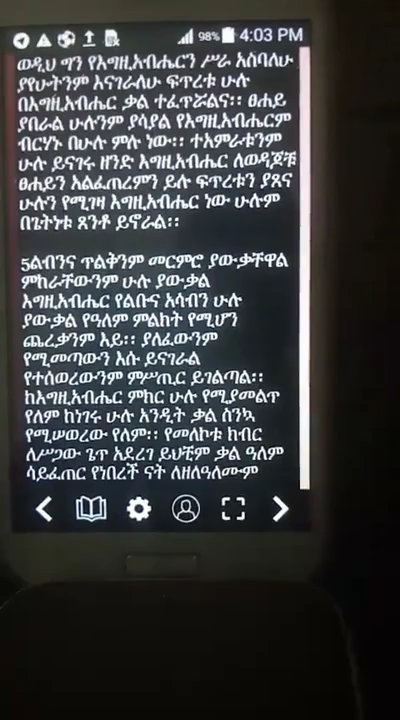 98% 4:03 PM
ወዲህ ግን የእግዚአብሔርን ሥራ አስባለሁ
ያየሁትንም እናገራለሁ ፍጥረቱ ሁሉ
በእግዚአብሔር ቃል ተፈጥሯልና፡፡ ፀሐይ
ያበራል ሁሉንም ያሳያል የእግዚአብሔርም
ብርሃኑ በሁሉ ምሉ ነው፡፡ ተአምራቱንም
ሁሉ ይናገሩ ዘንድ እግዚአብሔር ለወዳጆቹ
ፀሐይን አልፈጠረምን ይሉ ፍጥረቱን ያጸና
ሁሉን የሚገዛ እግዚአብሔር ነው ሁሉም
በጌትነቱ ጸንቶ ይኖራል፡፡
5ልብንና ጥልቅንም መርምሮ ያውቃቸዋል
ምከራቸውንም ሁሉ ያውቃል
እግዚአብሔር የልቡና አሳብን ሁሉ
ያውቃል የዓለም ምልክት የሚሆን
ጨረቃንም አይ፡፡ ያለፈውንም
የሚመጣውን እሱ ይናገራል
የተሰወረውንም ምሥጢር ይገልጣል፡፡
ከእግዚአብሔር ምክር ሁሉ የሚያመልጥ
የለም ከነገሩ ሁሉ አንዲት ቃል ስንኳ
የሚሠወረው የለም፡፡ የመለኮቱ ክብር
ለሥጋው ጌጥ አደረገ ይህቺም ቃል ዓለም
ሳይፈጠር የነበረች ናት ለዘለዓለሙም